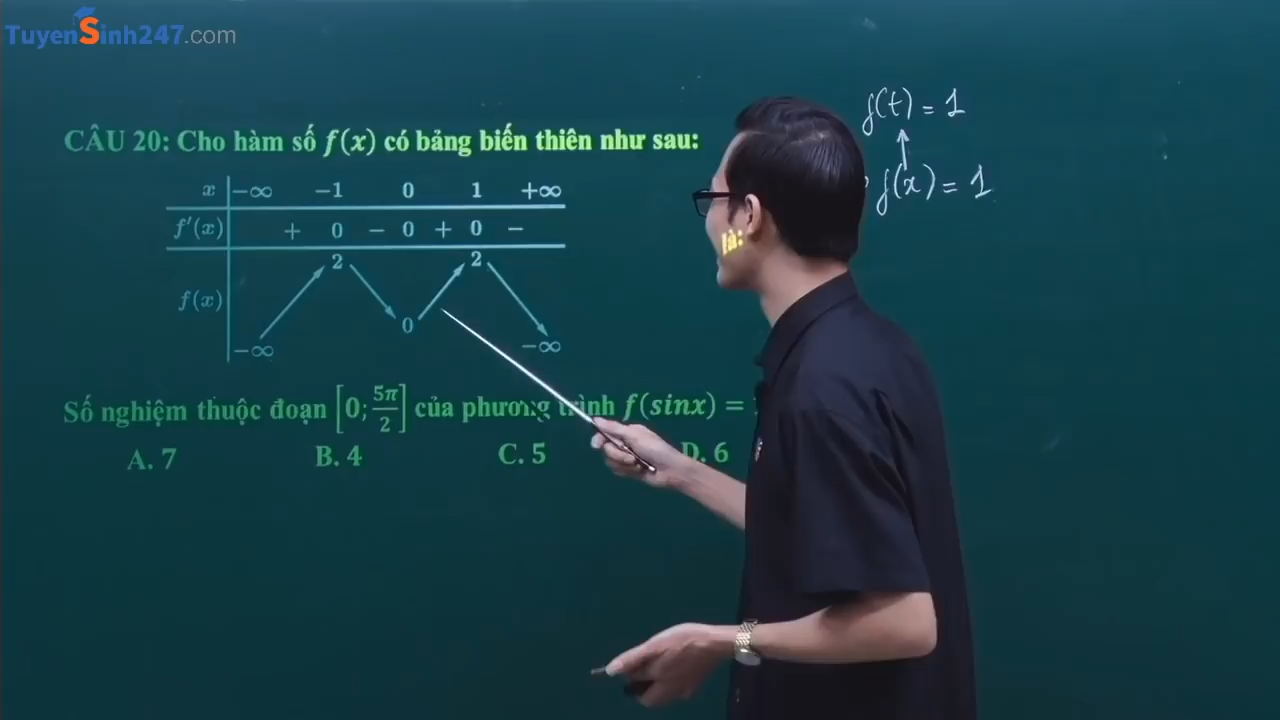 TuyenSinh247.com
CÂU 20: Cho hàm số f(x) có bảng biến thiên như sau:
x −∞ −1 0 1 +∞
f'(x) + 0 − 0 + 0 −
f(x) −∞ 2 0 2 −∞
Số nghiệm thuộc đoạn [0; 5π/2] của phương trình f(sinx) =
là:
A. 7 B. 4 C. 5 D. 6
f(t) = 1
f(x) = 1